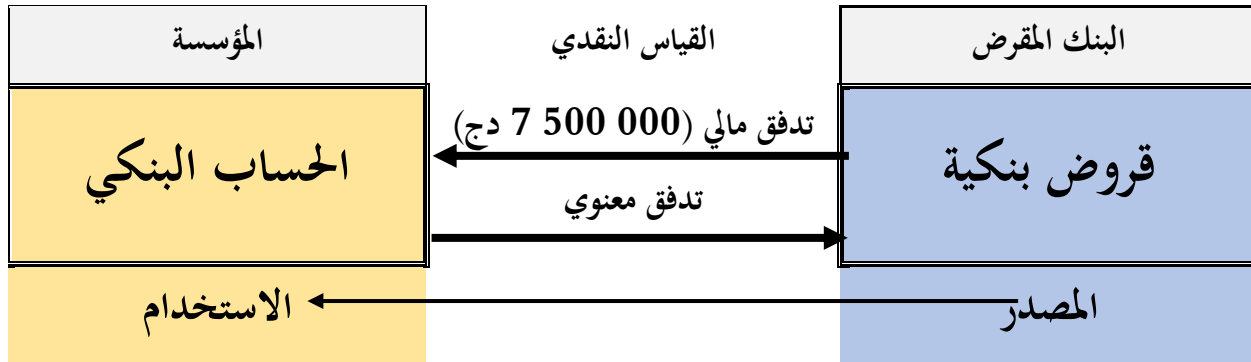 البنك المقرض
القياس النقدي
المؤسسة
قروض بنكية
تدفق مالي (7 500 000 دج)
تدفق معنوي
الحساب البنكي
المصدر
الاستخدام